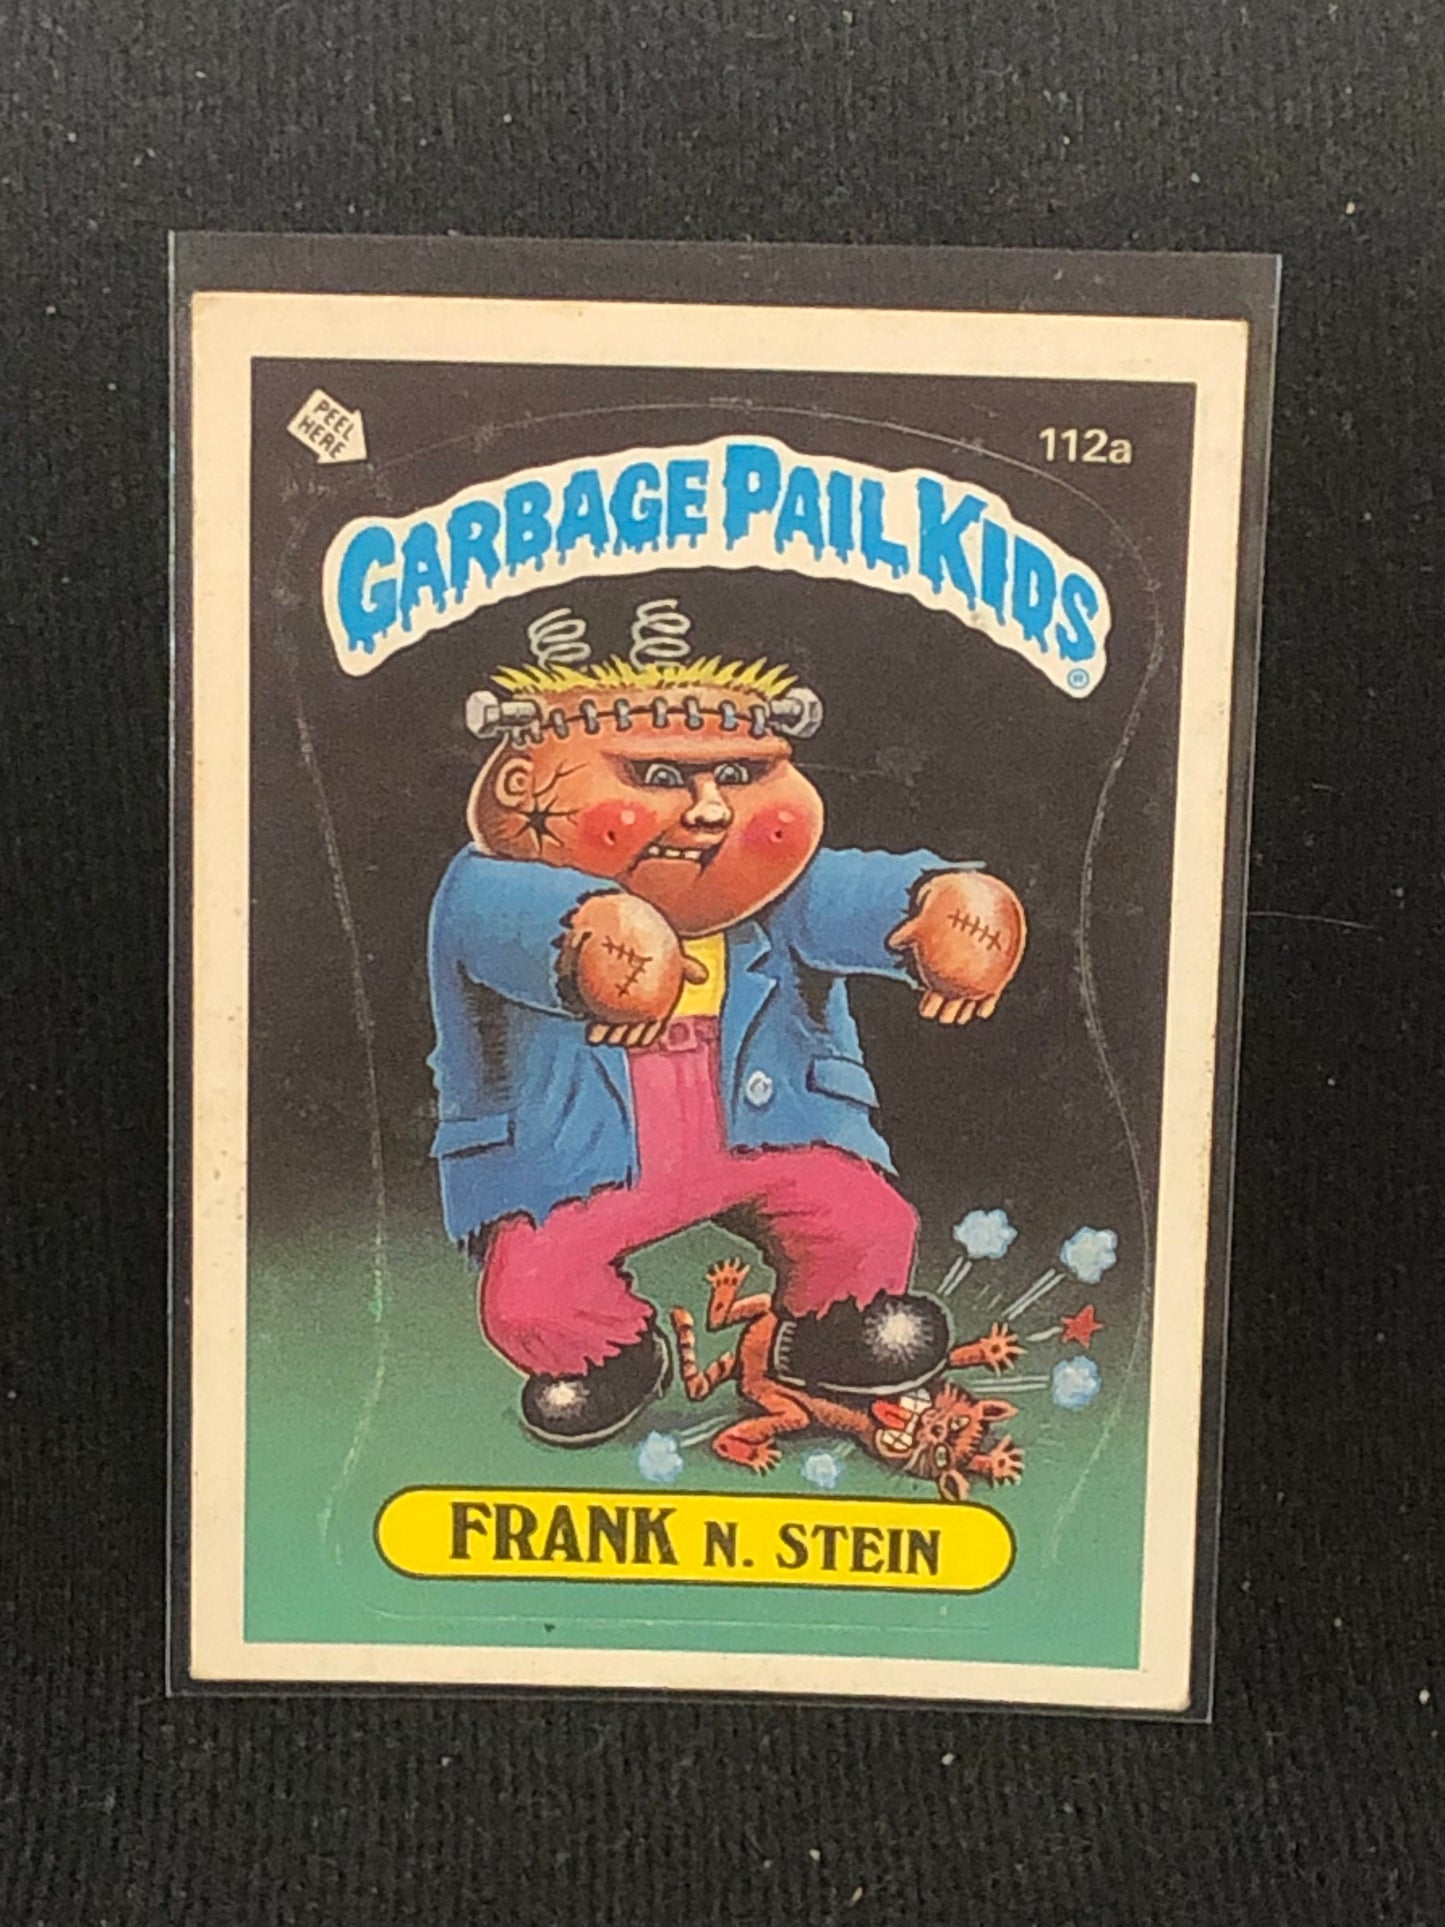 PEEL
HERE
112a
GARBAGE PAIL KIDS
®
FRANK N. STEIN